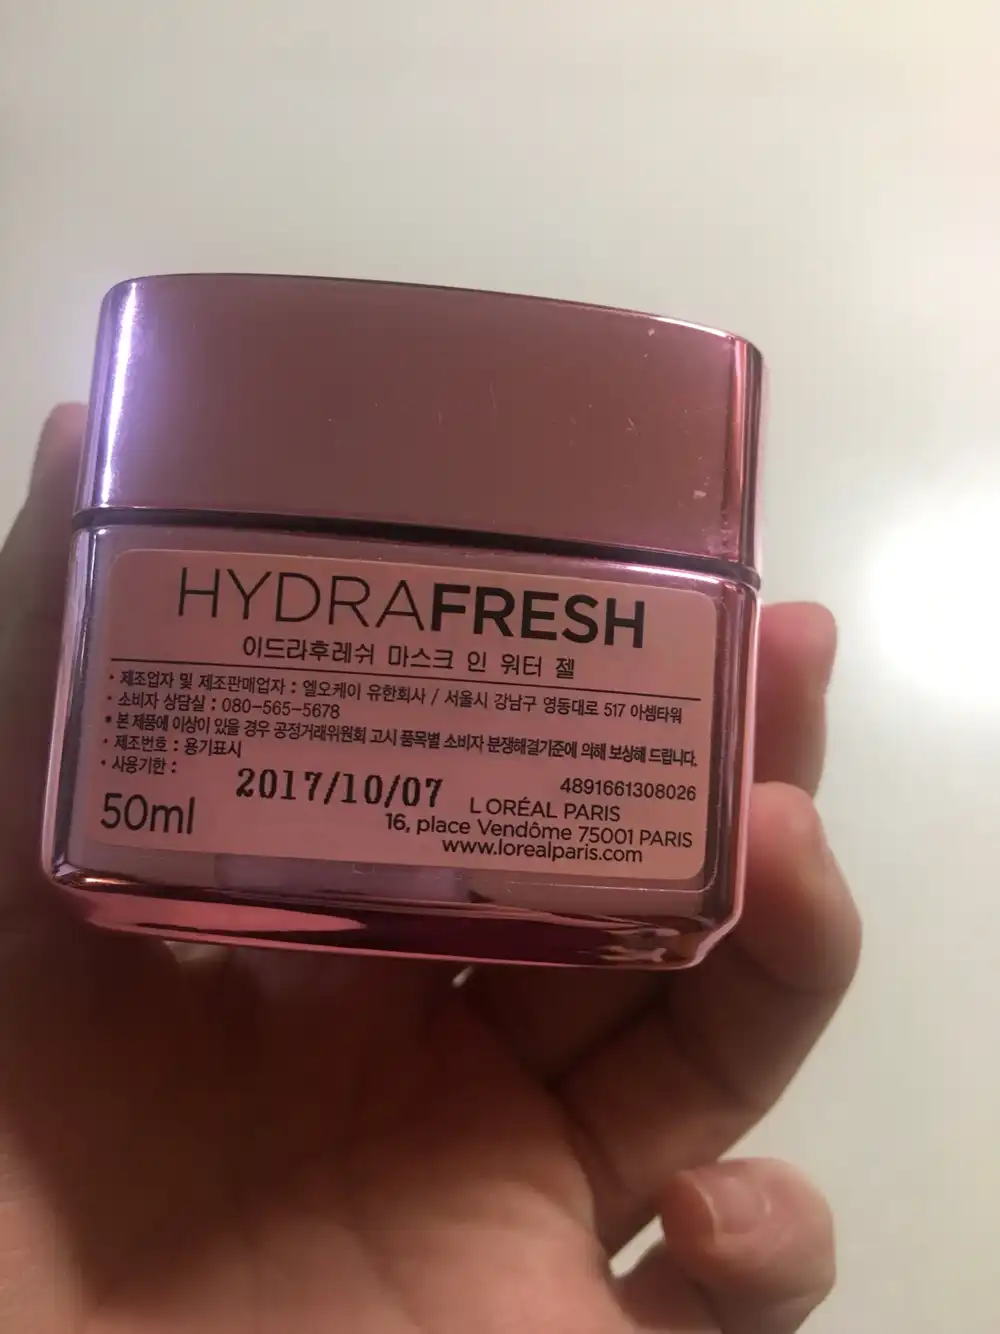 HYDRAFRESH
이드라후레쉬 마스크 인 워터 젤
• 제조업자 및 제조판매업자 : 엘오케이 유한회사 / 서울시 강남구 영동대로 517 아셈타워
• 소비자 상담실 : 080-565-5678
* 본 제품에 이상이 있을 경우 공정거래위원회 고시 품목별 소비자 분쟁해결기준에 의해 보상해 드립니다.
• 제조번호 : 용기표시
• 사용기한 :
2017/10/07
4891661308026
50ml
L ORÉAL PARIS
16, place Vendôme 75001 PARIS
www.lorealparis.com